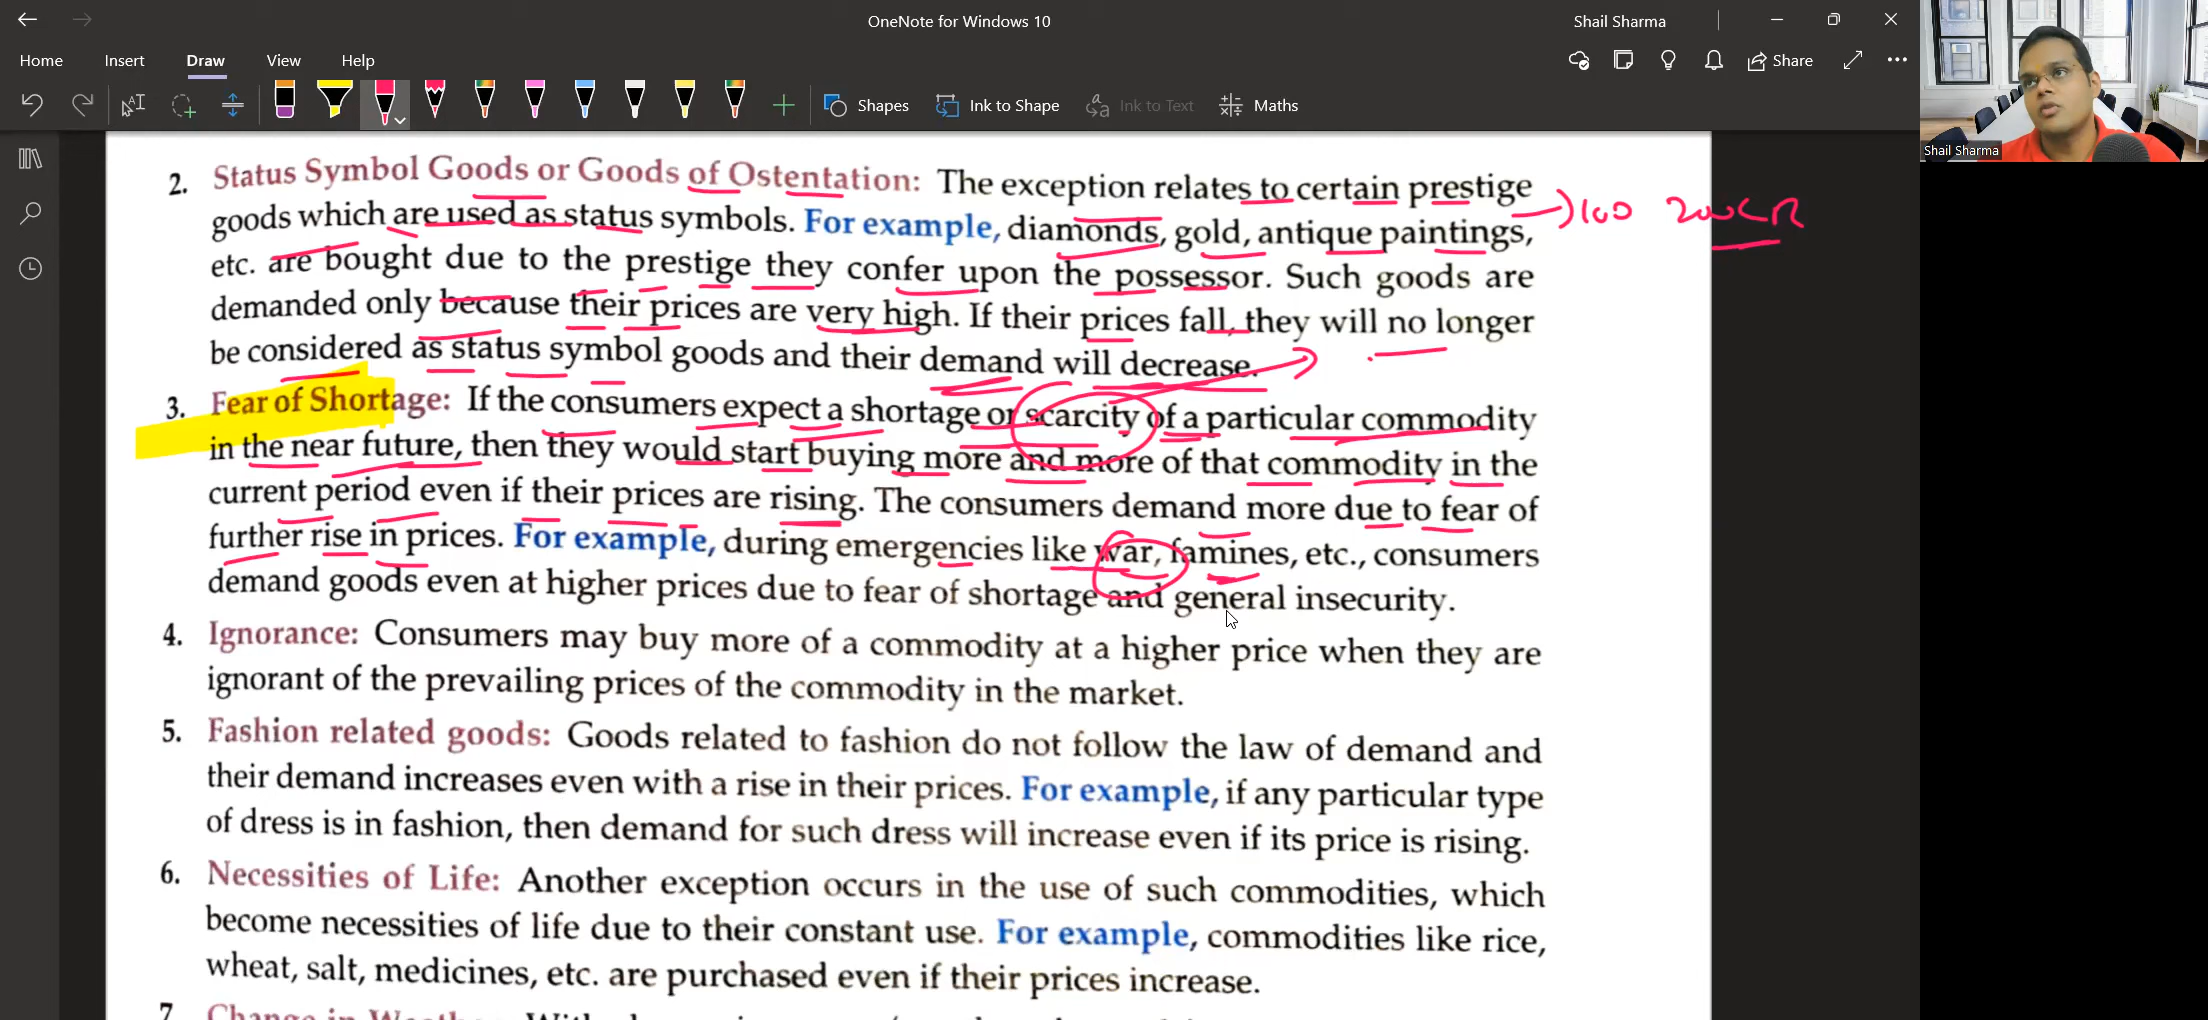 OneNote for Windows 10
Shail Sharma
Home Insert Draw View Help
Share
Shapes Ink to Shape Ink to Text Maths
Shail Sharma
2. Status Symbol Goods or Goods of Ostentation: The exception relates to certain prestige
goods which are used as status symbols. For example, diamonds, gold, antique paintings,
100 200CR
etc. are bought due to the prestige they confer upon the possessor. Such goods are
demanded only because their prices are very high. If their prices fall, they will no longer
be considered as status symbol goods and their demand will decrease.
3. Fear of Shortage: If the consumers expect a shortage or scarcity of a particular commodity
in the near future, then they would start buying more and more of that commodity in the
current period even if their prices are rising. The consumers demand more due to fear of
further rise in prices. For example, during emergencies like war, famines, etc., consumers
demand goods even at higher prices due to fear of shortage and general insecurity.
4. Ignorance: Consumers may buy more of a commodity at a higher price when they are
ignorant of the prevailing prices of the commodity in the market.
5. Fashion related goods: Goods related to fashion do not follow the law of demand and
their demand increases even with a rise in their prices. For example, if any particular type
of dress is in fashion, then demand for such dress will increase even if its price is rising.
6. Necessities of Life: Another exception occurs in the use of such commodities, which
become necessities of life due to their constant use. For example, commodities like rice,
wheat, salt, medicines, etc. are purchased even if their prices increase.
7 Change in